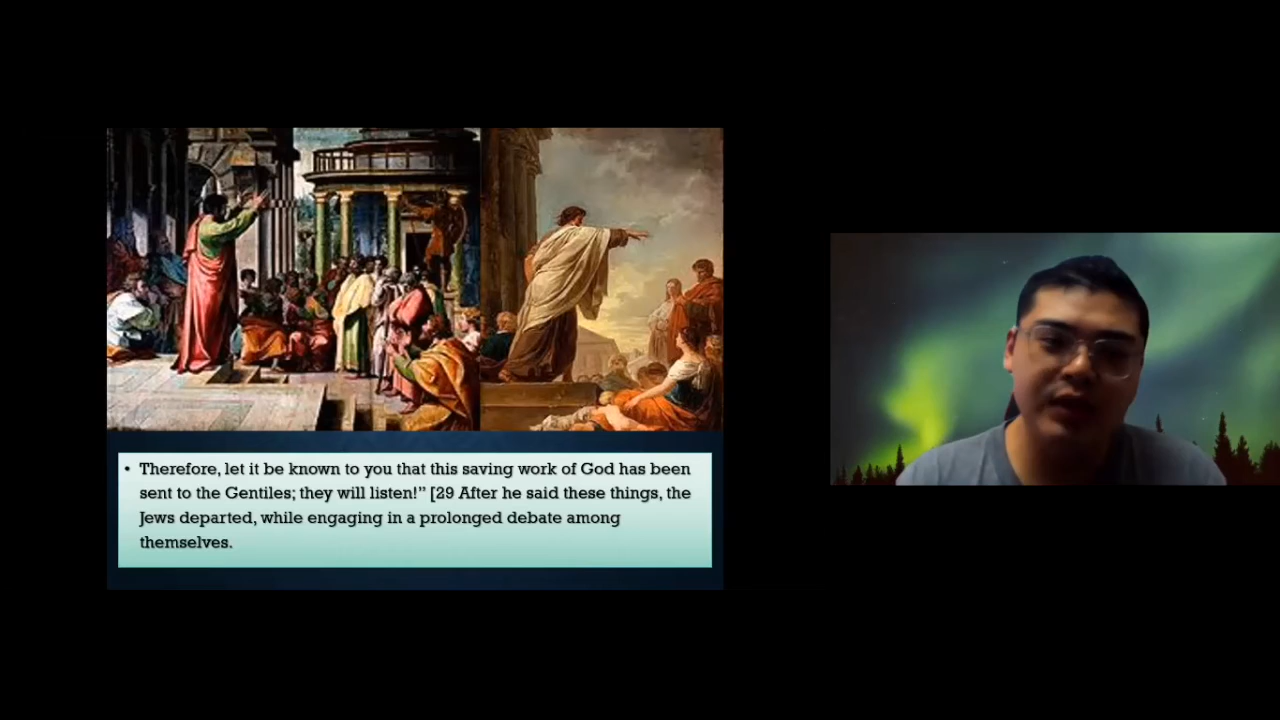 • Therefore, let it be known to you that this saving work of God has been
sent to the Gentiles; they will listen!” [29 After he said these things, the
Jews departed, while engaging in a prolonged debate among
themselves.